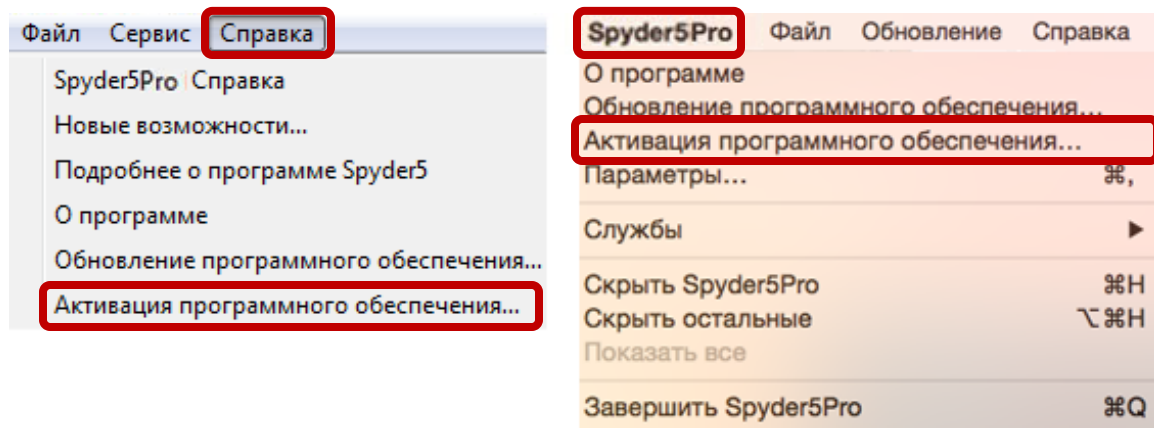 Файл Сервис Справка
Spyder5Pro Справка
Новые возможности...
Подробнее о программе Spyder5
О программе
Обновление программного обеспечения...
Активация программного обеспечения...
Spyder5Pro Файл Обновление Справка
О программе
Обновление программного обеспечения...
Активация программного обеспечения...
Параметры... ⌘,
Службы ▶
Скрыть Spyder5Pro ⌘H
Скрыть остальные ⌥⌘H
Показать все
Завершить Spyder5Pro ⌘Q